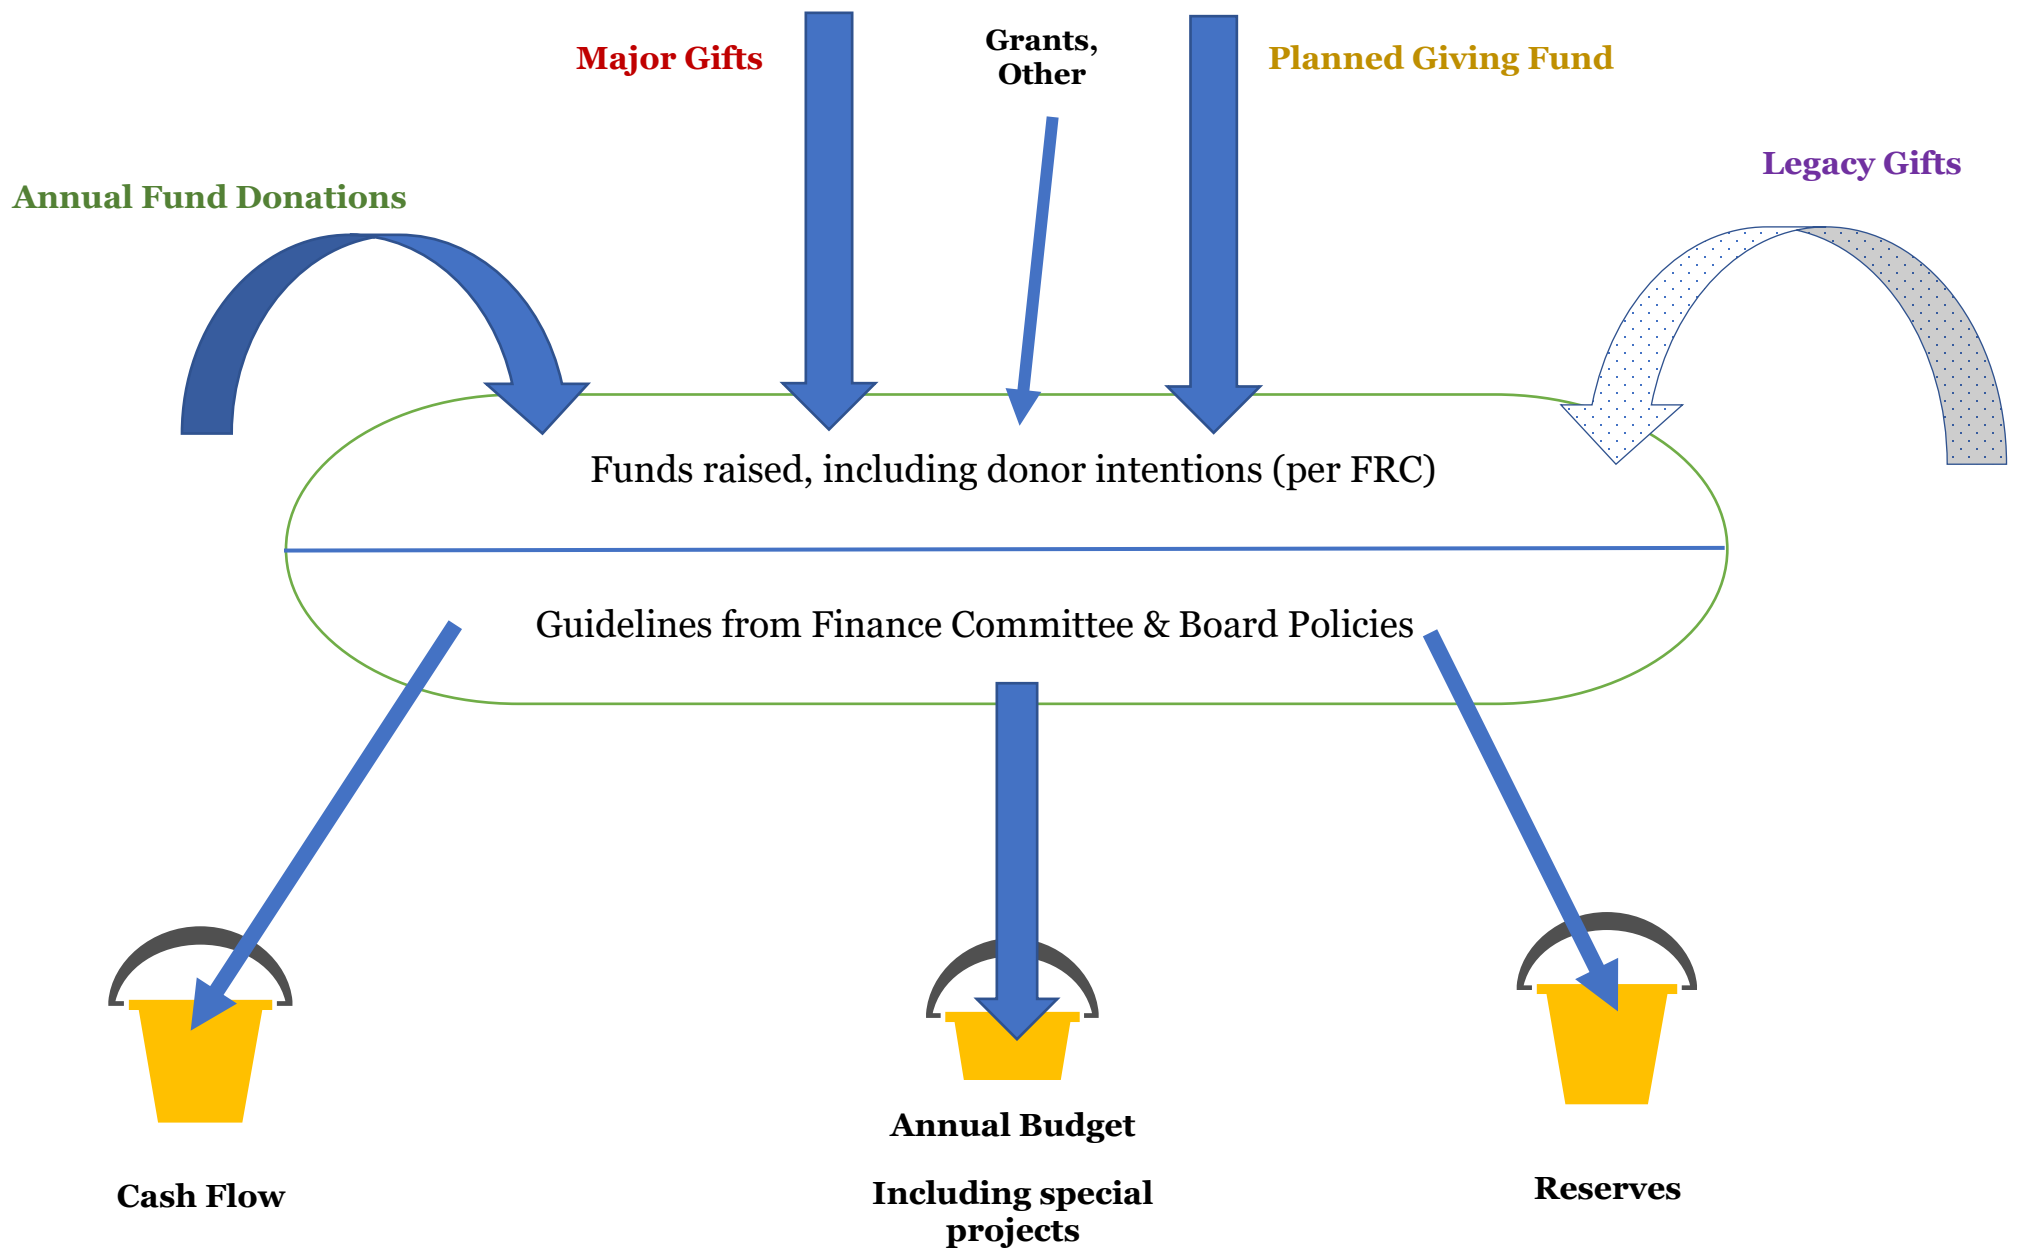 Major Gifts
Grants,
Other
Planned Giving Fund
Legacy Gifts
Annual Fund Donations
Funds raised, including donor intentions (per FRC)
Guidelines from Finance Committee & Board Policies
Annual Budget
Cash Flow
Including special
projects
Reserves